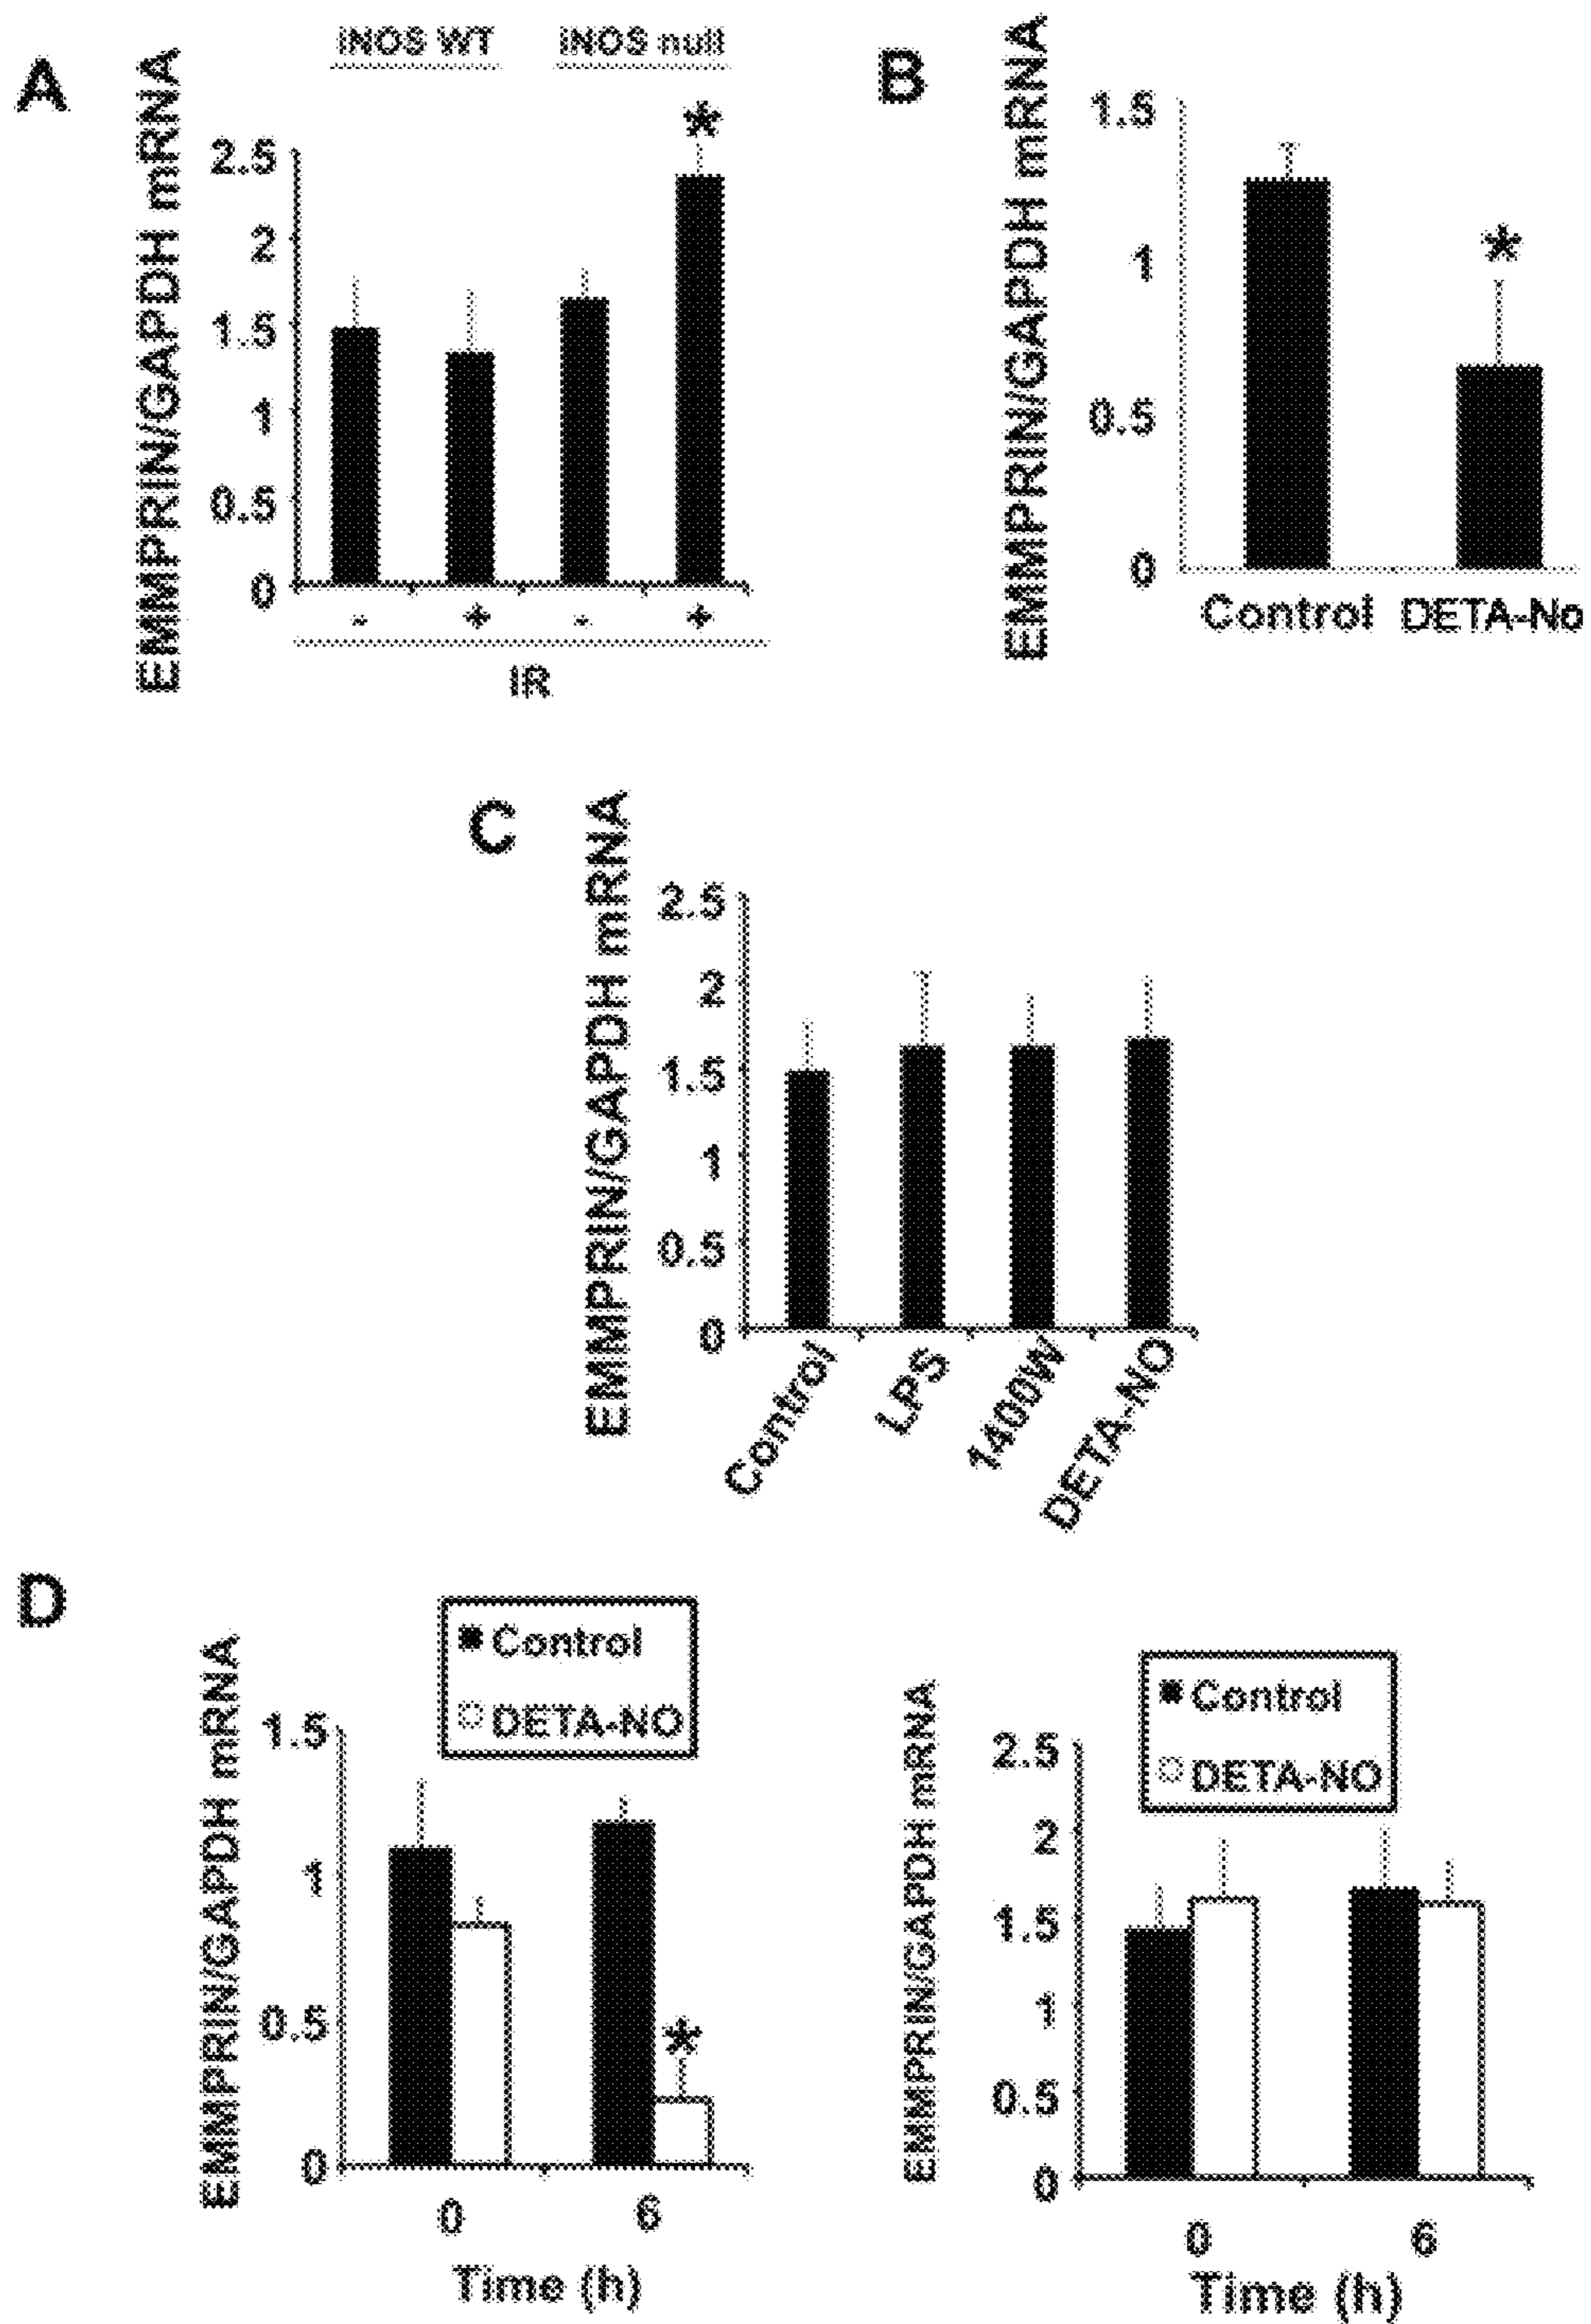 A
iNOS WT
iNOS null
EMMPRIN/GAPDH mRNA
2.5
2
1.5
1
0.5
0
*
- + - +
IR
B
EMMPRIN/GAPDH mRNA
1.5
1
0.5
0
*
Control DETA-No
C
EMMPRIN/GAPDH mRNA
2.5
2
1.5
1
0.5
0
Control
LPS
1400W
DETA-NO
D
EMMPRIN/GAPDH mRNA
Control
DETA-NO
1.5
1
0.5
0
*
0 6
Time (h)
EMMPRIN/GAPDH mRNA
Control
DETA-NO
2.5
2
1.5
1
0.5
0
0 6
Time (h)